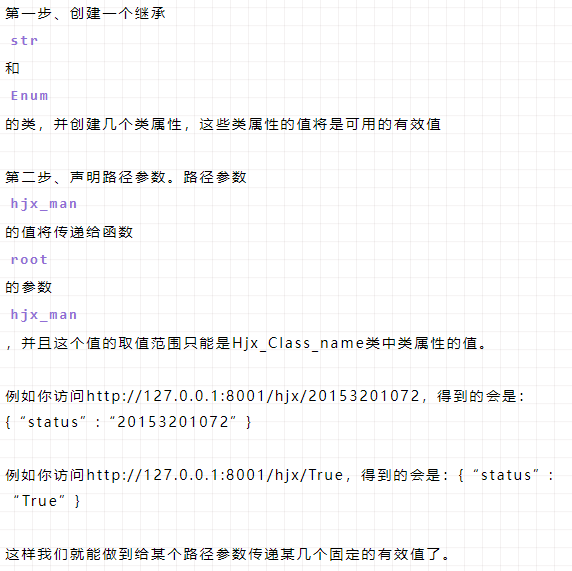 第一步、创建一个继承
str
和
Enum
的类，并创建几个类属性，这些类属性的值将是可用的有效值
第二步、声明路径参数。路径参数
hjx_man
的值将传递给函数
root
的参数
hjx_man
，并且这个值的取值范围只能是Hjx_Class_name类中类属性的值。
例如你访问http://127.0.0.1:8001/hjx/20153201072，得到的会是：
{“status”:“20153201072”}
例如你访问http://127.0.0.1:8001/hjx/True，得到的会是：{“status”：
“True”}
这样我们就能做到给某个路径参数传递某几个固定的有效值了。